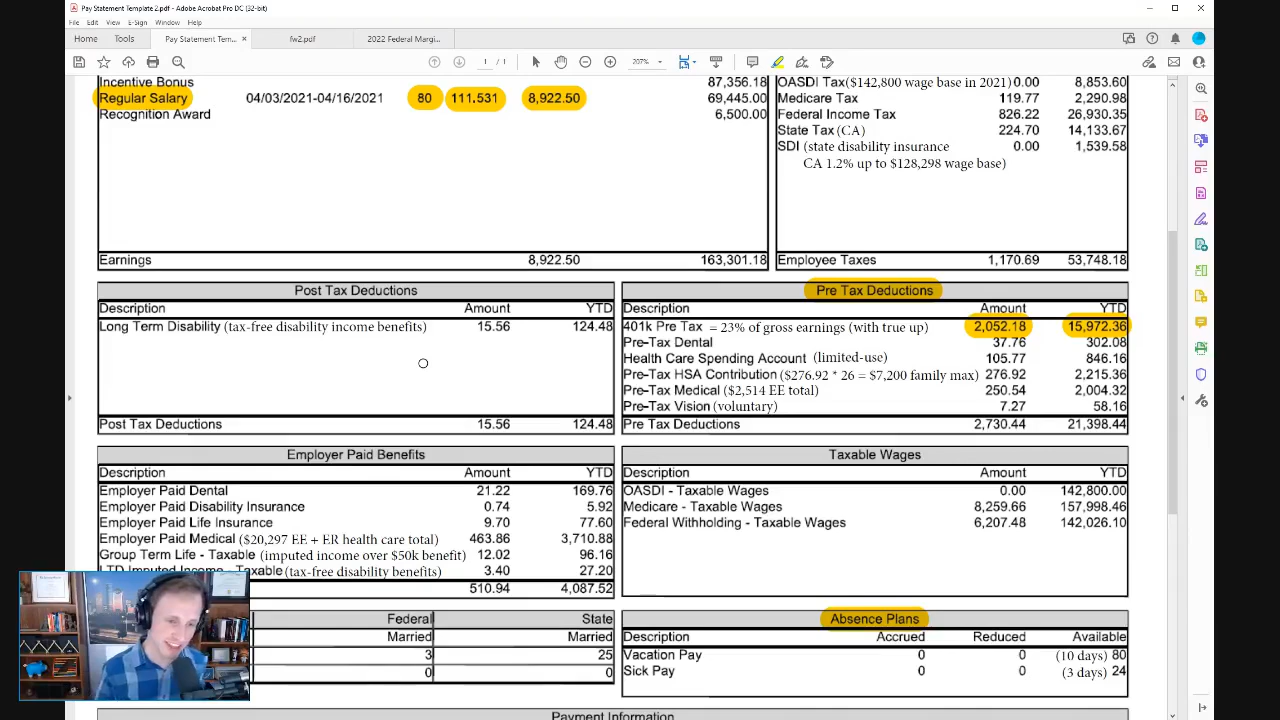 Pay Statement Template 2.pdf - Adobe Acrobat Pro DC (32-bit)
File Edit View E-Sign Window Help
Home Tools Pay Statement Tem... × fw2.pdf 2022 Federal Margi...
1 / 1 207%
Incentive Bonus 87,356.18
Regular Salary 04/03/2021-04/16/2021 80 111.531 8,922.50 69,445.00
Recognition Award 6,500.00
Earnings 8,922.50 163,301.18
OASDI Tax($142,800 wage base in 2021) 0.00 8,853.60
Medicare Tax 119.77 2,290.98
Federal Income Tax 826.22 26,930.35
State Tax (CA) 224.70 14,133.67
SDI (state disability insurance 0.00 1,539.58
CA 1.2% up to $128,298 wage base)
Employee Taxes 1,170.69 53,748.18
Post Tax Deductions
Description Amount YTD
Long Term Disability (tax-free disability income benefits) 15.56 124.48
Post Tax Deductions 15.56 124.48
Pre Tax Deductions
Description Amount YTD
401k Pre Tax = 23% of gross earnings (with true up) 2,052.18 15,972.36
Pre-Tax Dental 37.76 302.08
Health Care Spending Account (limited-use) 105.77 846.16
Pre-Tax HSA Contribution ($276.92 * 26 = $7,200 family max) 276.92 2,215.36
Pre-Tax Medical ($2,514 EE total) 250.54 2,004.32
Pre-Tax Vision (voluntary) 7.27 58.16
Pre Tax Deductions 2,730.44 21,398.44
Employer Paid Benefits
Description Amount YTD
Employer Paid Dental 21.22 169.76
Employer Paid Disability Insurance 0.74 5.92
Employer Paid Life Insurance 9.70 77.60
Employer Paid Medical ($20,297 EE + ER health care total) 463.86 3,710.88
Group Term Life - Taxable (imputed income over $50k benefit) 12.02 96.16
LTD Imputed Income - Taxable (tax-free disability benefits) 3.40 27.20
510.94 4,087.52
Taxable Wages
Description Amount YTD
OASDI - Taxable Wages 0.00 142,800.00
Medicare - Taxable Wages 8,259.66 157,998.46
Federal Withholding - Taxable Wages 6,207.48 142,026.10
Federal State
Married Married
3 25
0 0
Absence Plans
Description Accrued Reduced Available
Vacation Pay 0 0 (10 days) 80
Sick Pay 0 0 (3 days) 24
Payment Information